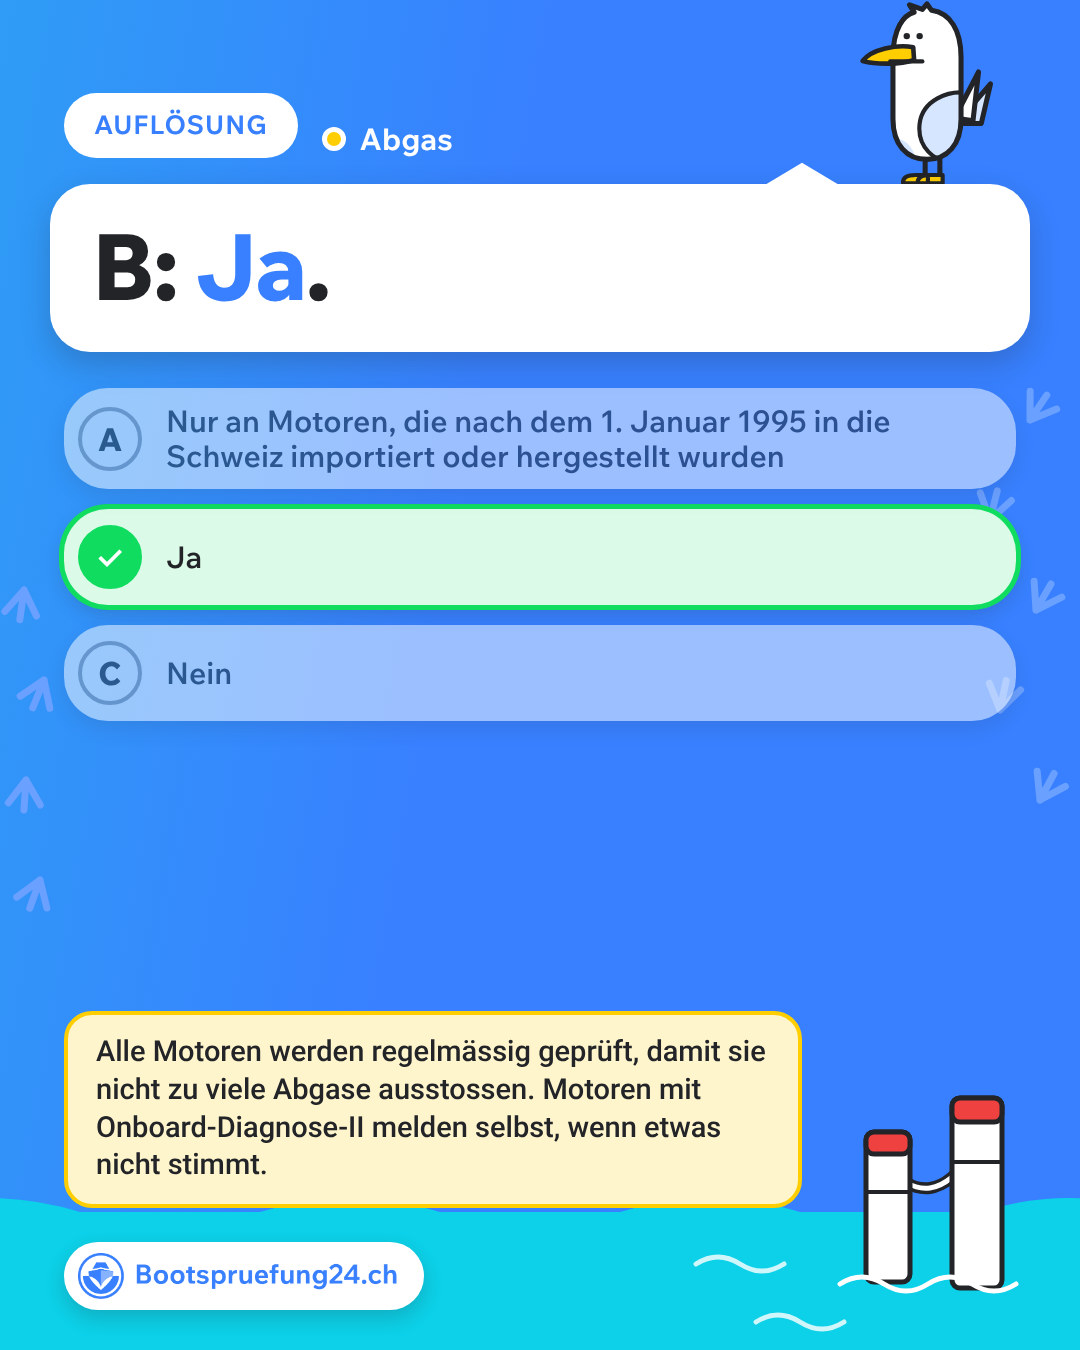 AUFLÖSUNG
Abgas
B: Ja.
A
Nur an Motoren, die nach dem 1. Januar 1995 in die
Schweiz importiert oder hergestellt wurden
Ja
C
Nein
Alle Motoren werden regelmässig geprüft, damit sie
nicht zu viele Abgase ausstossen. Motoren mit
Onboard-Diagnose-II melden selbst, wenn etwas
nicht stimmt.
Bootspruefung24.ch